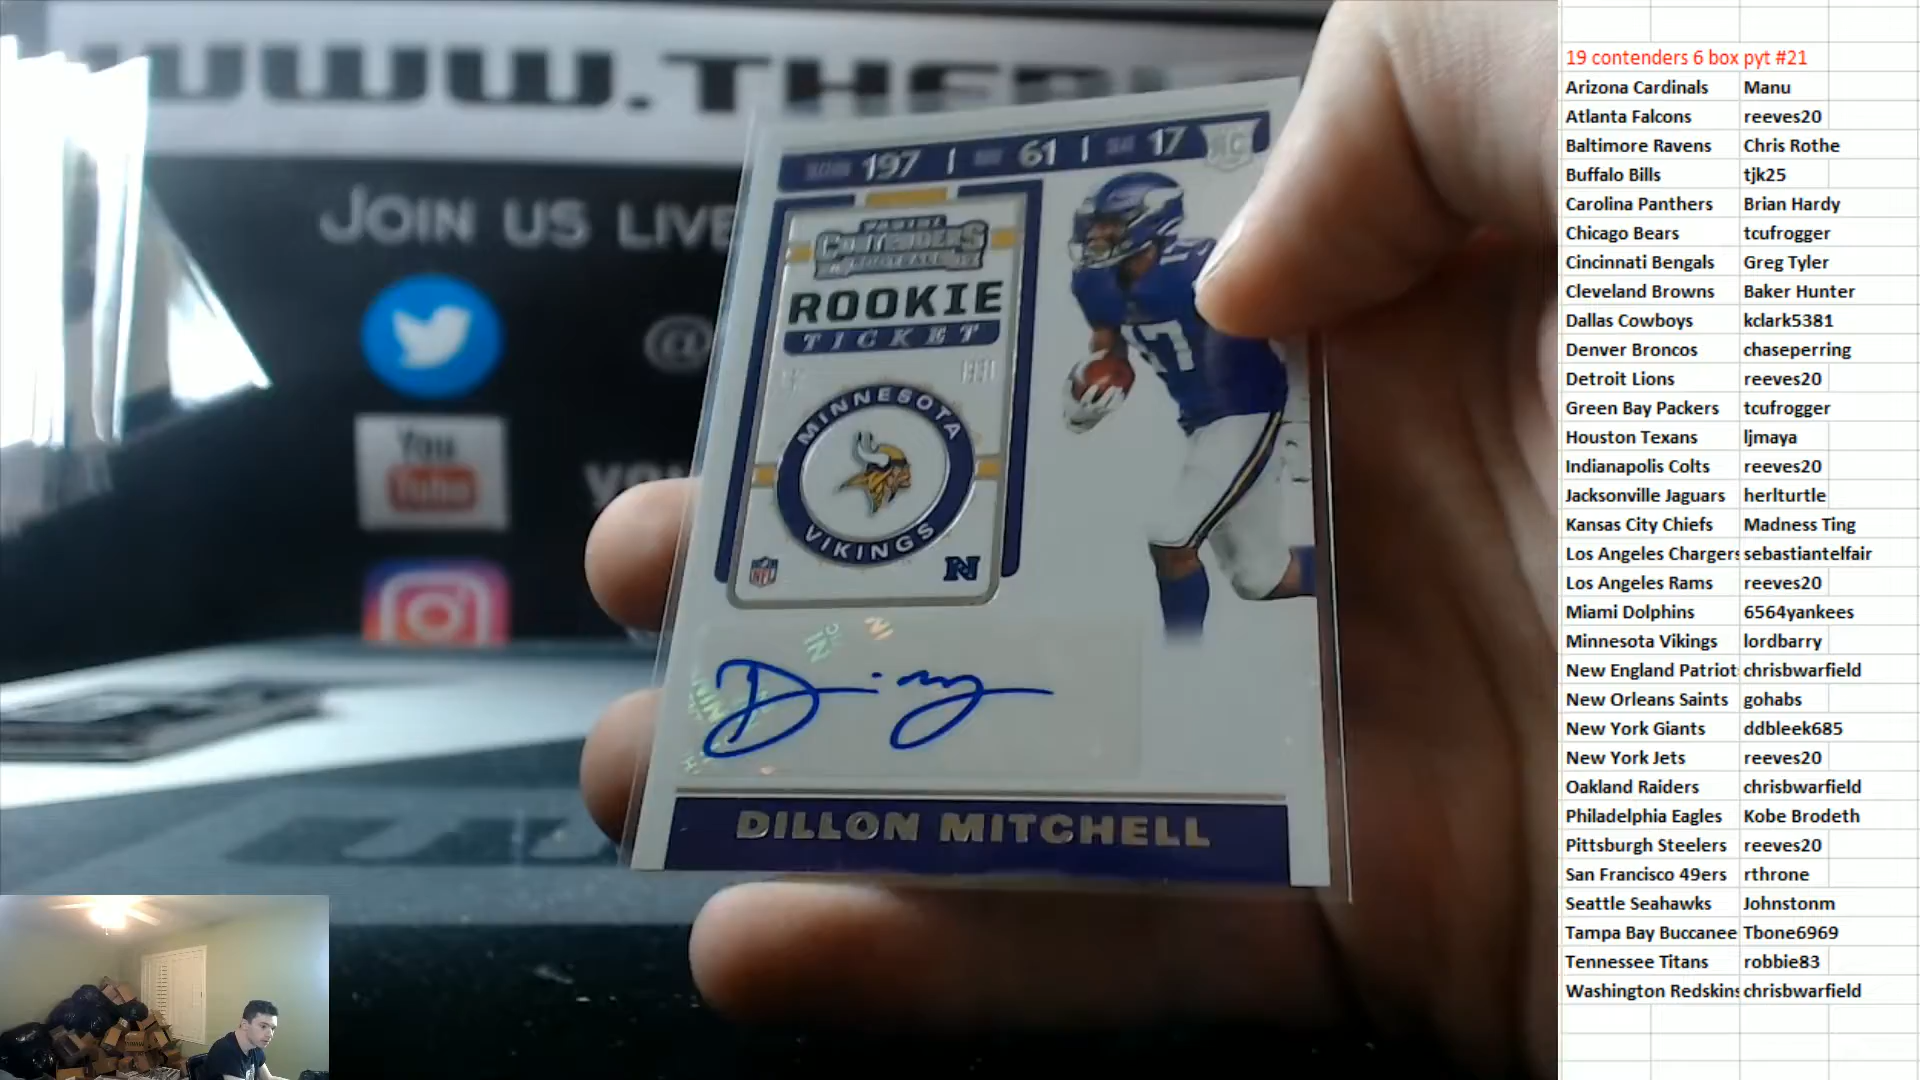 WWW.THEB
JOIN US LIVE
@
You
Tube
you
197 | 61 | 17 RC
PANINI
CONTENDERS
FOOTBALL
ROOKIE
TICKET
MINNESOTA
VIKINGS
NFL
N
DILLON MITCHELL
19 contenders 6 box pyt #21
Arizona Cardinals Manu
Atlanta Falcons reeves20
Baltimore Ravens Chris Rothe
Buffalo Bills tjk25
Carolina Panthers Brian Hardy
Chicago Bears tcufrogger
Cincinnati Bengals Greg Tyler
Cleveland Browns Baker Hunter
Dallas Cowboys kclark5381
Denver Broncos chaseperring
Detroit Lions reeves20
Green Bay Packers tcufrogger
Houston Texans ljmaya
Indianapolis Colts reeves20
Jacksonville Jaguars herlturtle
Kansas City Chiefs Madness Ting
Los Angeles Chargers sebastiantelfair
Los Angeles Rams reeves20
Miami Dolphins 6564yankees
Minnesota Vikings lordbarry
New England Patriot chrisbwarfield
New Orleans Saints gohabs
New York Giants ddbleek685
New York Jets reeves20
Oakland Raiders chrisbwarfield
Philadelphia Eagles Kobe Brodeth
Pittsburgh Steelers reeves20
San Francisco 49ers rthrone
Seattle Seahawks Johnstonm
Tampa Bay Buccanee Tbone6969
Tennessee Titans robbie83
Washington Redskins chrisbwarfield